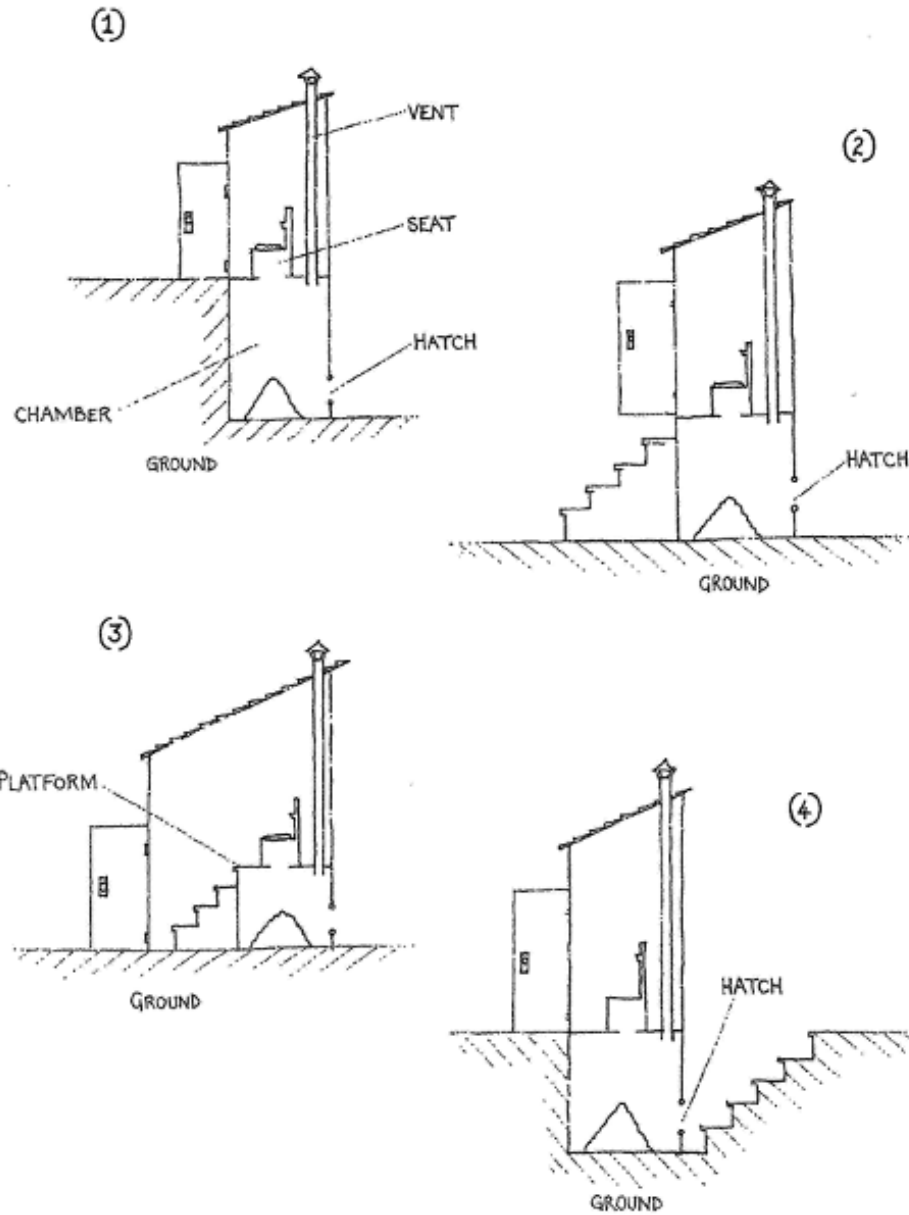 (1)
VENT
SEAT
HATCH
CHAMBER
GROUND
(2)
HATCH
GROUND
(3)
PLATFORM
GROUND
(4)
HATCH
GROUND